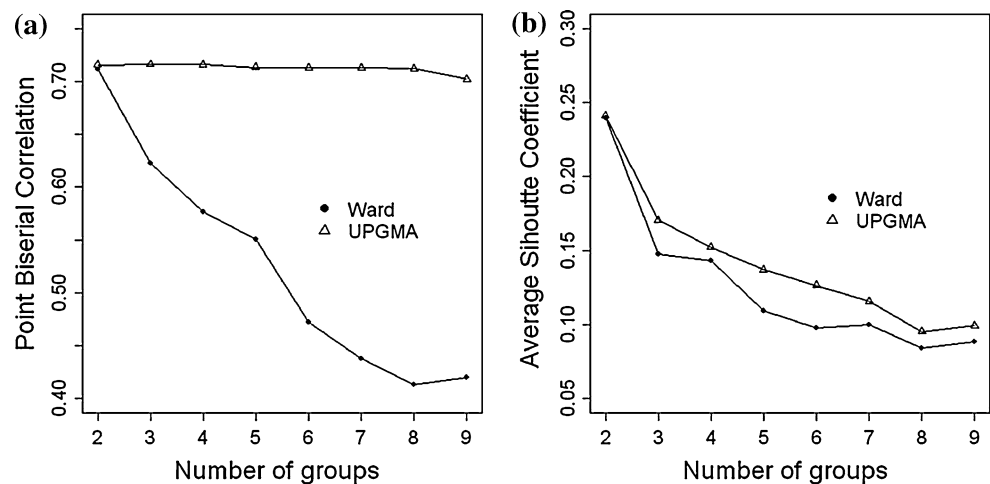 (a)
Point Biserial Correlation
0.70
0.60
0.50
0.40
Ward
UPGMA
2 3 4 5 6 7 8 9
Number of groups
(b)
Average Sihoutte Coefficient
0.30
0.25
0.20
0.15
0.10
0.05
Ward
UPGMA
2 3 4 5 6 7 8 9
Number of groups